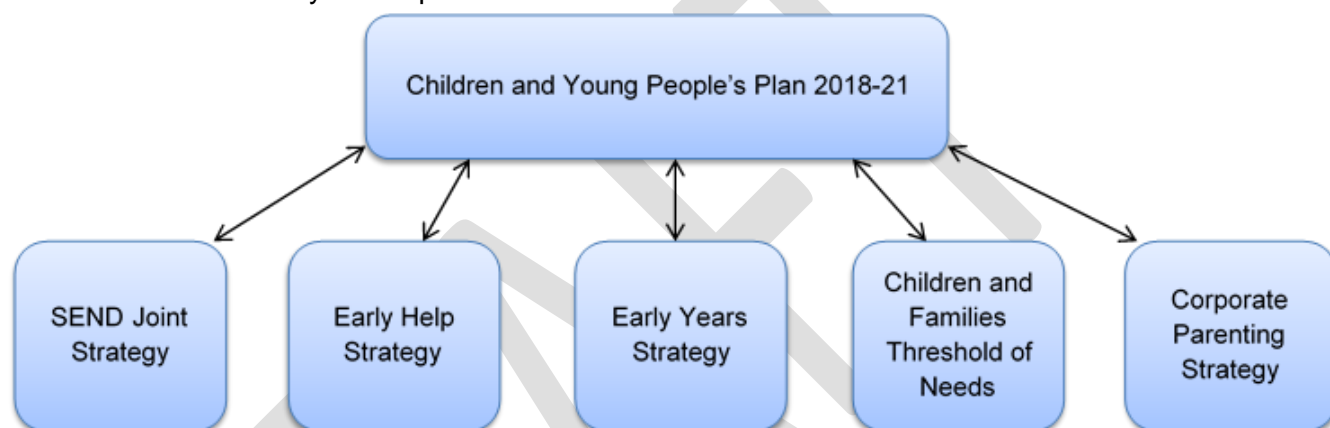 Children and Young People's Plan 2018-21
SEND Joint
Strategy
Early Help
Strategy
Early Years
Strategy
Children and
Families
Threshold of
Needs
Corporate
Parenting
Strategy